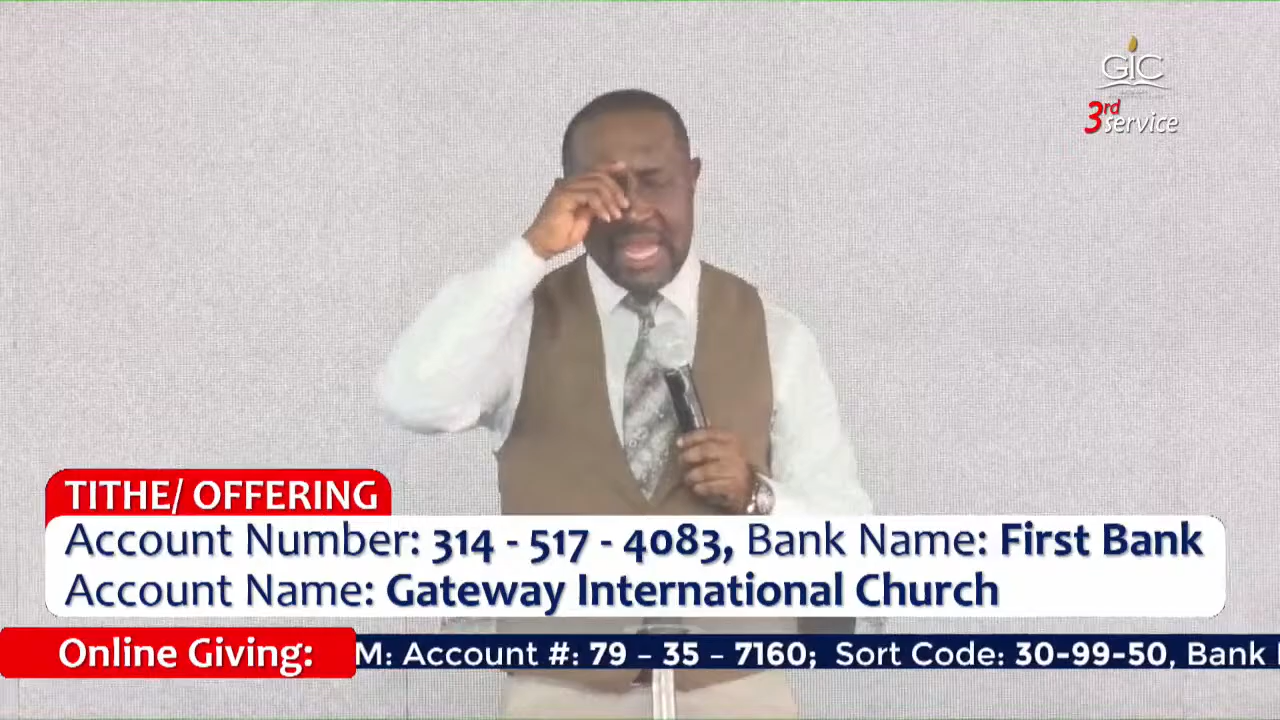 GIC
3rd
service
TITHE/ OFFERING
Account Number: 314 - 517 - 4083, Bank Name: First Bank
Account Name: Gateway International Church
Online Giving:
M: Account #: 79 – 35 – 7160; Sort Code: 30-99-50, Bank